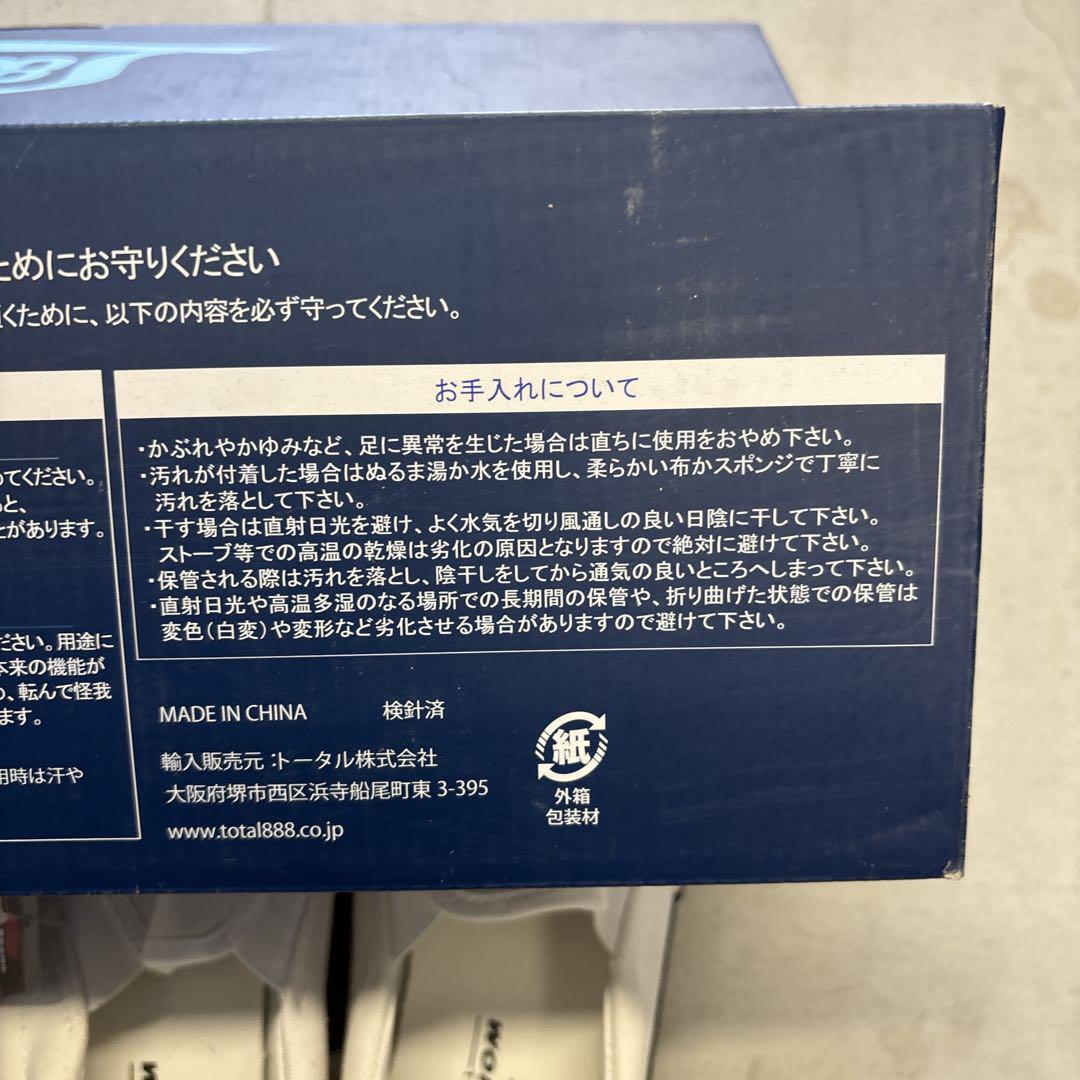 ためにお守りください
くために、以下の内容を必ず守ってください。
てください。
と、
とがあります。
ださい。用途に
本来の機能が
、転んで怪我
ます。
用時は汗や
お手入れについて
・かぶれやかゆみなど、足に異常を生じた場合は直ちに使用をおやめ下さい。
・汚れが付着した場合はぬるま湯か水を使用し、柔らかい布かスポンジで丁寧に
汚れを落として下さい。
・干す場合は直射日光を避け、よく水気を切り風通しの良い日陰に干して下さい。
ストーブ等での高温の乾燥は劣化の原因となりますので絶対に避けて下さい。
・保管される際は汚れを落とし、陰干しをしてから通気の良いところへしまって下さい。
・直射日光や高温多湿のなる場所での長期間の保管や、折り曲げた状態での保管は
変色(白変)や変形など劣化させる場合がありますので避けて下さい。
MADE IN CHINA 検針済
輸入販売元:トータル株式会社
大阪府堺市西区浜寺船尾町東 3-395
www.total888.co.jp
紙
外箱
包装材